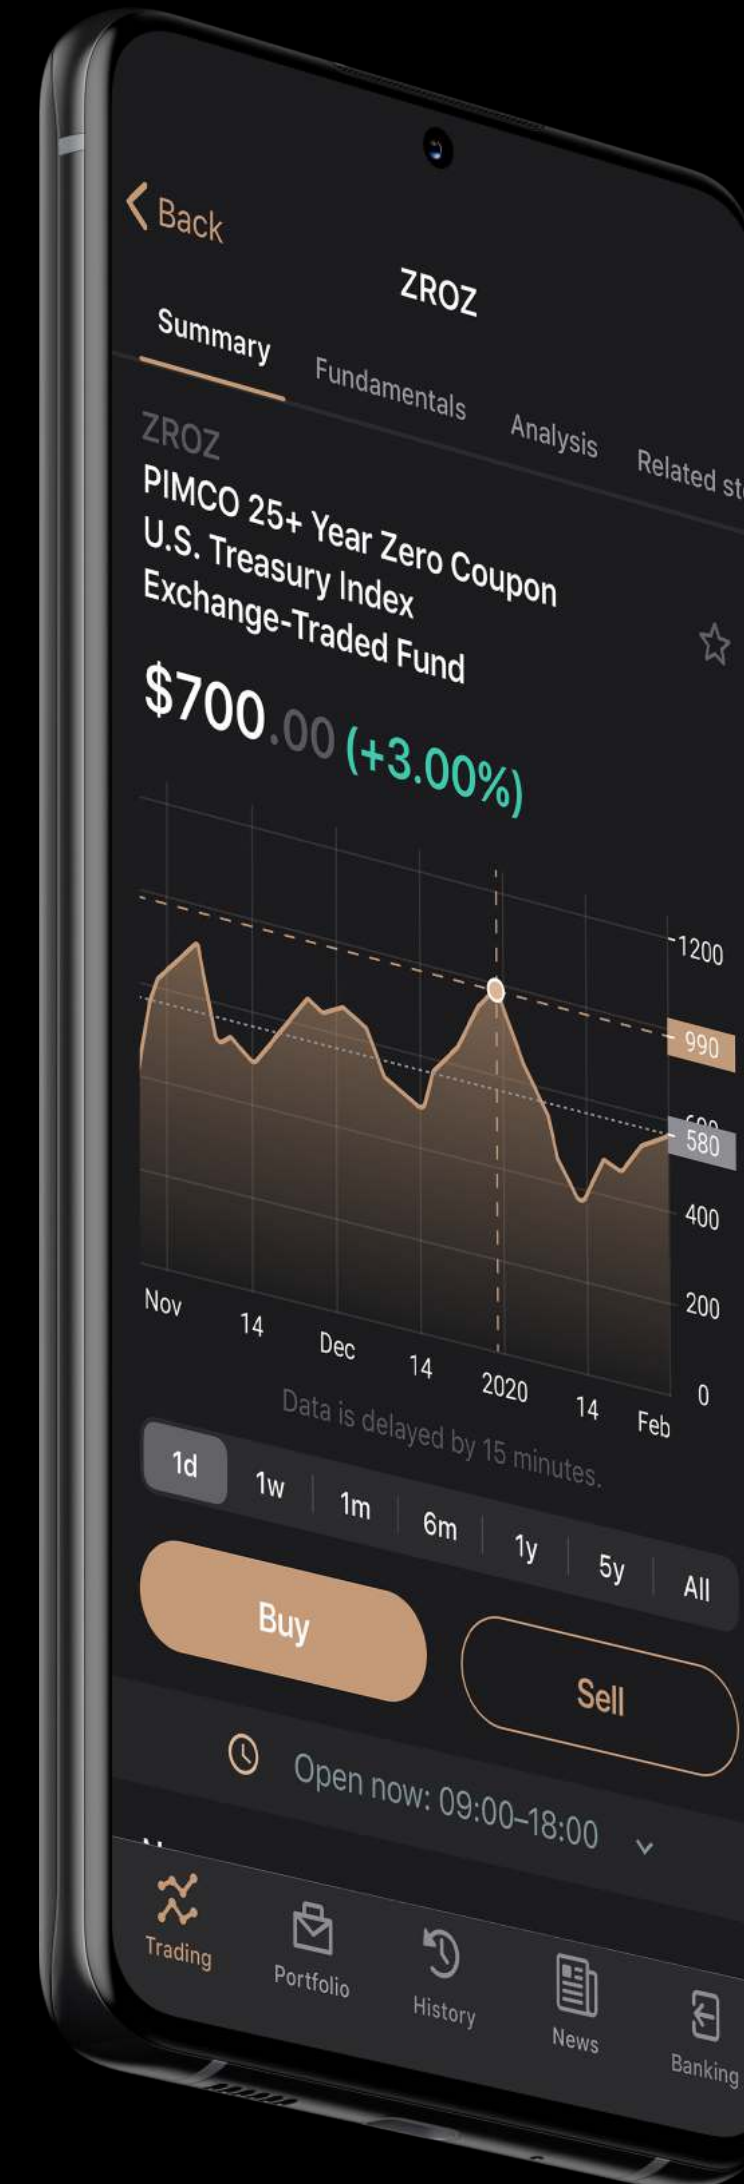 Back
ZROZ
Summary Fundamentals Analysis Related
ZROZ
PIMCO 25+ Year Zero Coupon
U.S. Treasury Index
Exchange-Traded Fund
$700.00 (+3.00%)
1200
990
580
400
200
0
Nov 14 Dec 14 2020 14 Feb
Data is delayed by 15 minutes.
1d 1w 1m 6m 1y 5y All
Buy Sell
Open now: 09:00–18:00
Trading Portfolio History News Banking